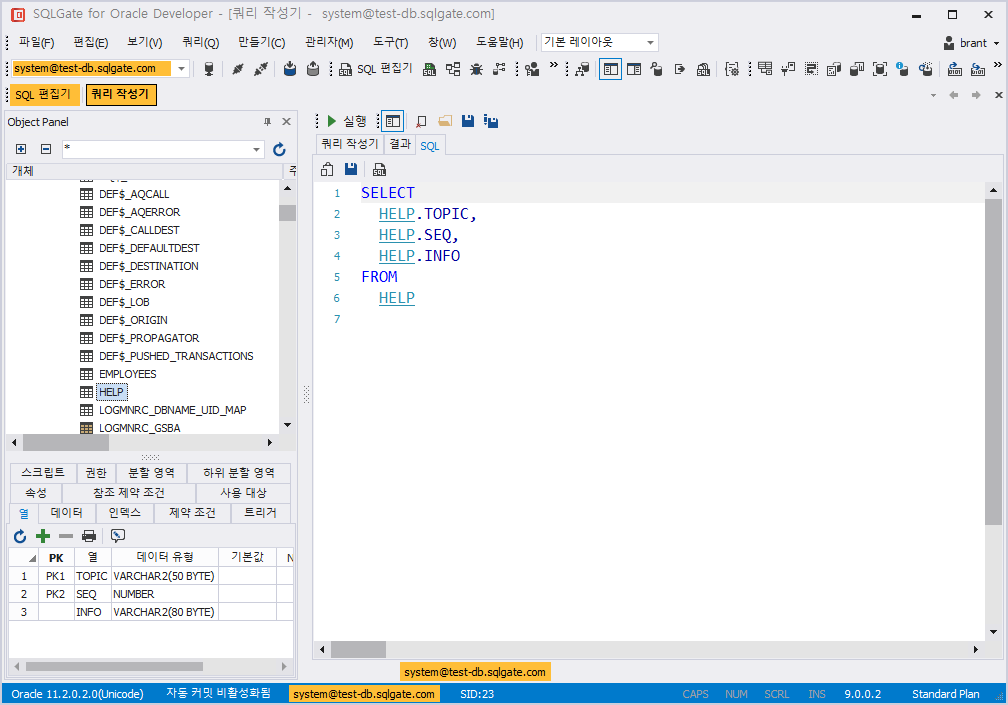 SQLGate for Oracle Developer - [쿼리 작성기 - system@test-db.sqlgate.com]
파일(F) 편집(E) 보기(V) 쿼리(Q) 만들기(C) 관리자(M) 도구(T) 창(W) 도움말(H) 기본 레이아웃 brant
system@test-db.sqlgate.com SQL 편집기
SQL 편집기 쿼리 작성기
Object Panel
*
개체
DEF$_AQCALL
DEF$_AQERROR
DEF$_CALLDEST
DEF$_DEFAULTDEST
DEF$_DESTINATION
DEF$_ERROR
DEF$_LOB
DEF$_ORIGIN
DEF$_PROPAGATOR
DEF$_PUSHED_TRANSACTIONS
EMPLOYEES
HELP
LOGMNRC_DBNAME_UID_MAP
LOGMNRC_GSBA
스크립트 권한 분할 영역 하위 분할 영역
속성 참조 제약 조건 사용 대상
열 데이터 인덱스 제약 조건 트리거
PK 열 데이터 유형 기본값 N
1 PK1 TOPIC VARCHAR2(50 BYTE)
2 PK2 SEQ NUMBER
3 INFO VARCHAR2(80 BYTE)
실행
쿼리 작성기 결과 SQL
1 SELECT
2 HELP.TOPIC,
3 HELP.SEQ,
4 HELP.INFO
5 FROM
6 HELP
7
system@test-db.sqlgate.com
Oracle 11.2.0.2.0(Unicode) 자동 커밋 비활성화됨 system@test-db.sqlgate.com SID:23 CAPS NUM SCRL INS 9.0.0.2 Standard Plan